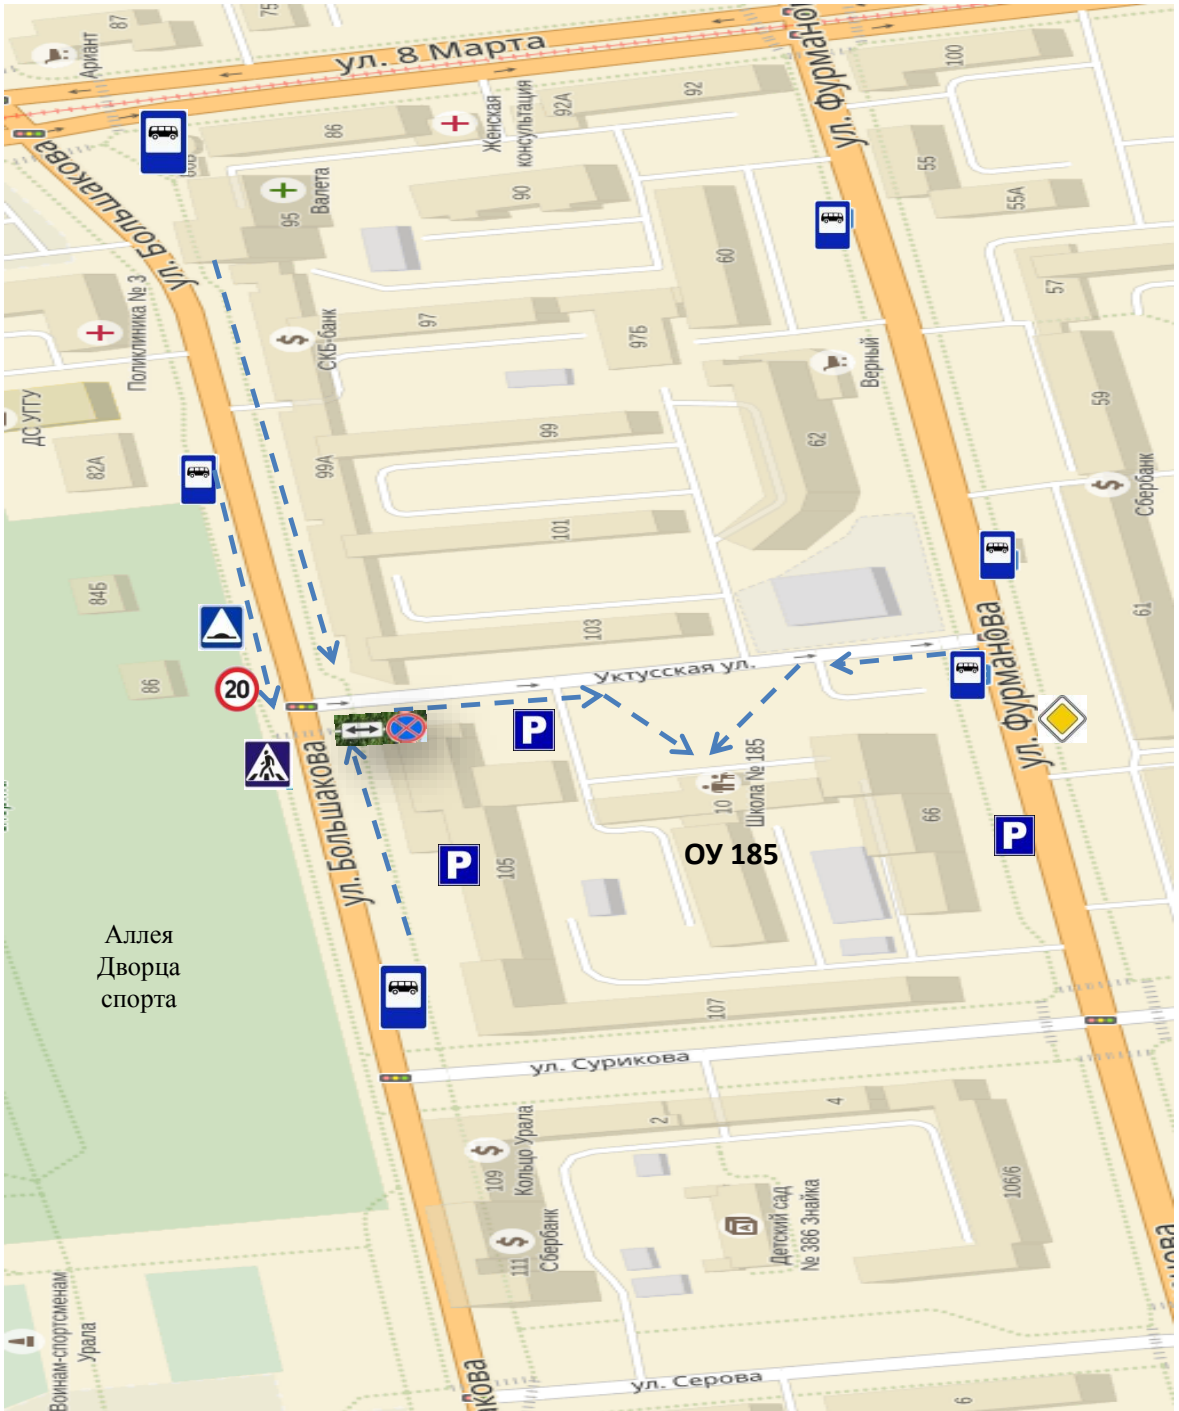 87
75
Ариант
ул. 8 Марта
ул. Фурманова
100
92
92А
86
Женская
консультация
ул. Большакова
55
55А
90
Валета
95
60
57
Поликлиника № 3
СКБ-банк
97
97Б
Верный
59
ДС УГГУ
82А
99А
99
62
Сбербанк
101
84Б
61
103
Уктусская ул.
86
20
ул. Фурманова
P
ул. Большакова
10
Школа № 185
66
P
P
105
ОУ 185
Аллея
Дворца
спорта
107
ул. Сурикова
2
4
109
Кольцо Урала
106/6
Детский сад
№ 386 Знайка
111
Сбербанк
Воинам-спортсменам
Урала
ул. Серова
6